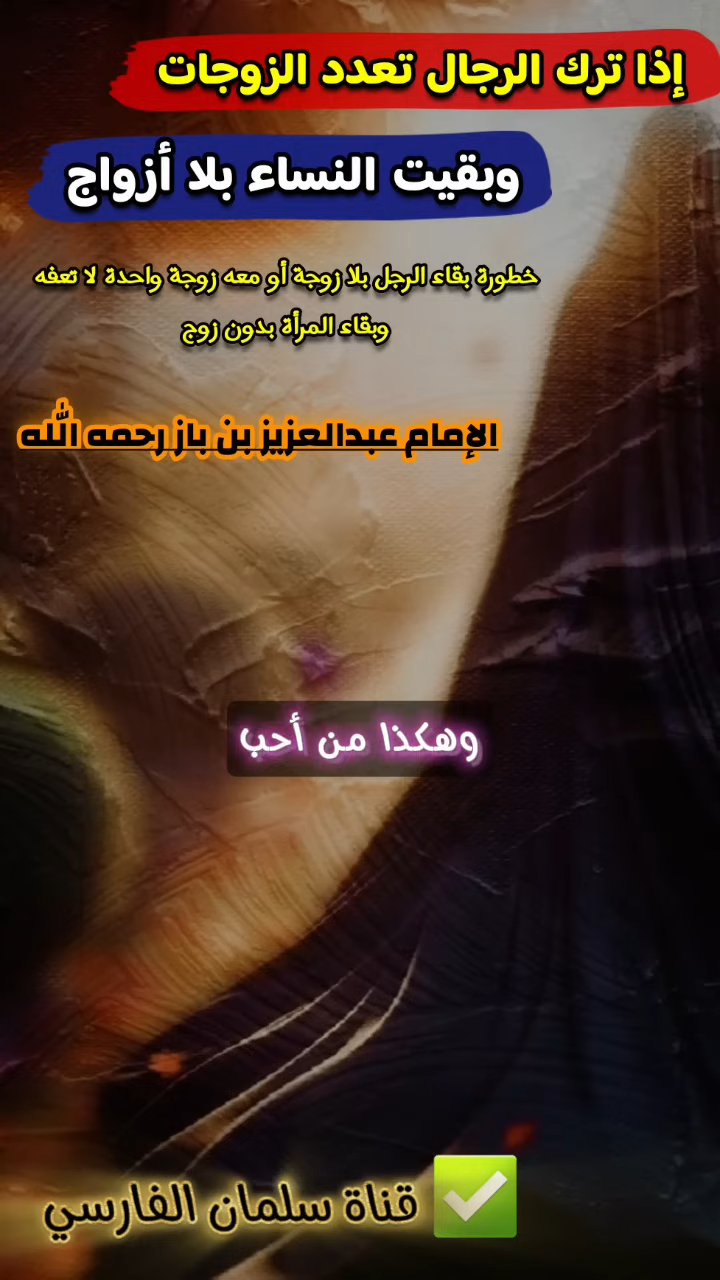 إذا ترك الرجال تعدد الزوجات
وبقيت النساء بلا أزواج
خطورة بقاء الرجل بلا زوجة أو معه زوجة واحدة لا تعفه
وبقاء المرأة بدون زوج
الإمام عبدالعزيز بن باز رحمه الله
وهكذا من أحب
قناة سلمان الفارسي ✅